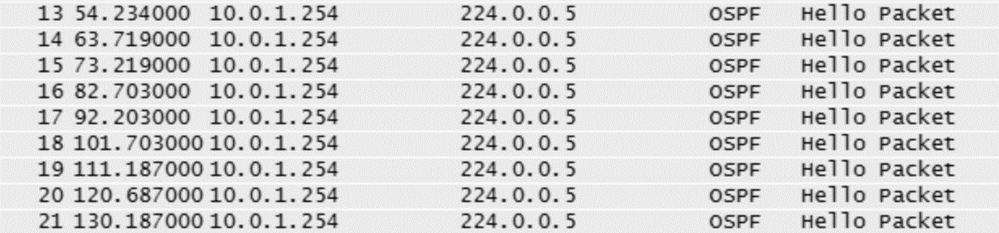 13 54.234000 10.0.1.254 224.0.0.5 OSPF Hello Packet
14 63.719000 10.0.1.254 224.0.0.5 OSPF Hello Packet
15 73.219000 10.0.1.254 224.0.0.5 OSPF Hello Packet
16 82.703000 10.0.1.254 224.0.0.5 OSPF Hello Packet
17 92.203000 10.0.1.254 224.0.0.5 OSPF Hello Packet
18 101.703000 10.0.1.254 224.0.0.5 OSPF Hello Packet
19 111.187000 10.0.1.254 224.0.0.5 OSPF Hello Packet
20 120.687000 10.0.1.254 224.0.0.5 OSPF Hello Packet
21 130.187000 10.0.1.254 224.0.0.5 OSPF Hello Packet